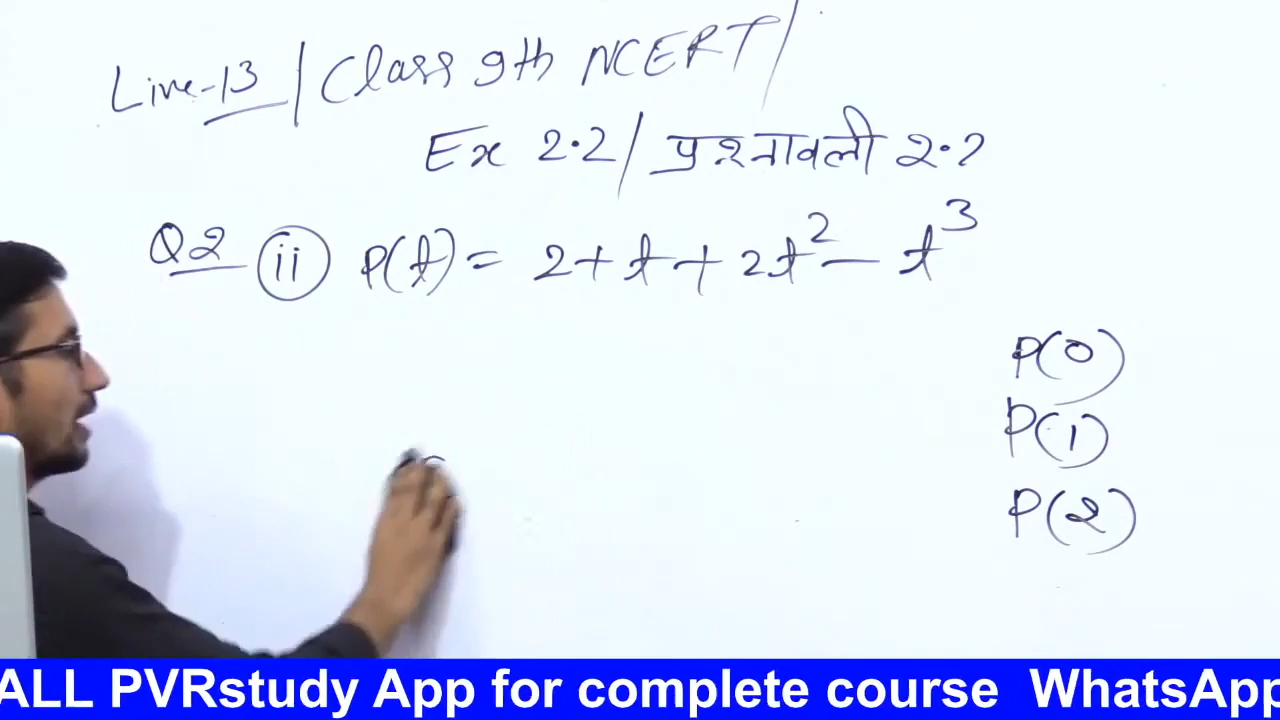 Live-13 / Class 9th NCERT /
Ex 2.2 / प्रश्नावली 2.2
Q2 (ii) P(t) = 2 + t + 2t² - t³
P(0)
P(1)
P(2)
ALL PVRstudy App for complete course WhatsApp